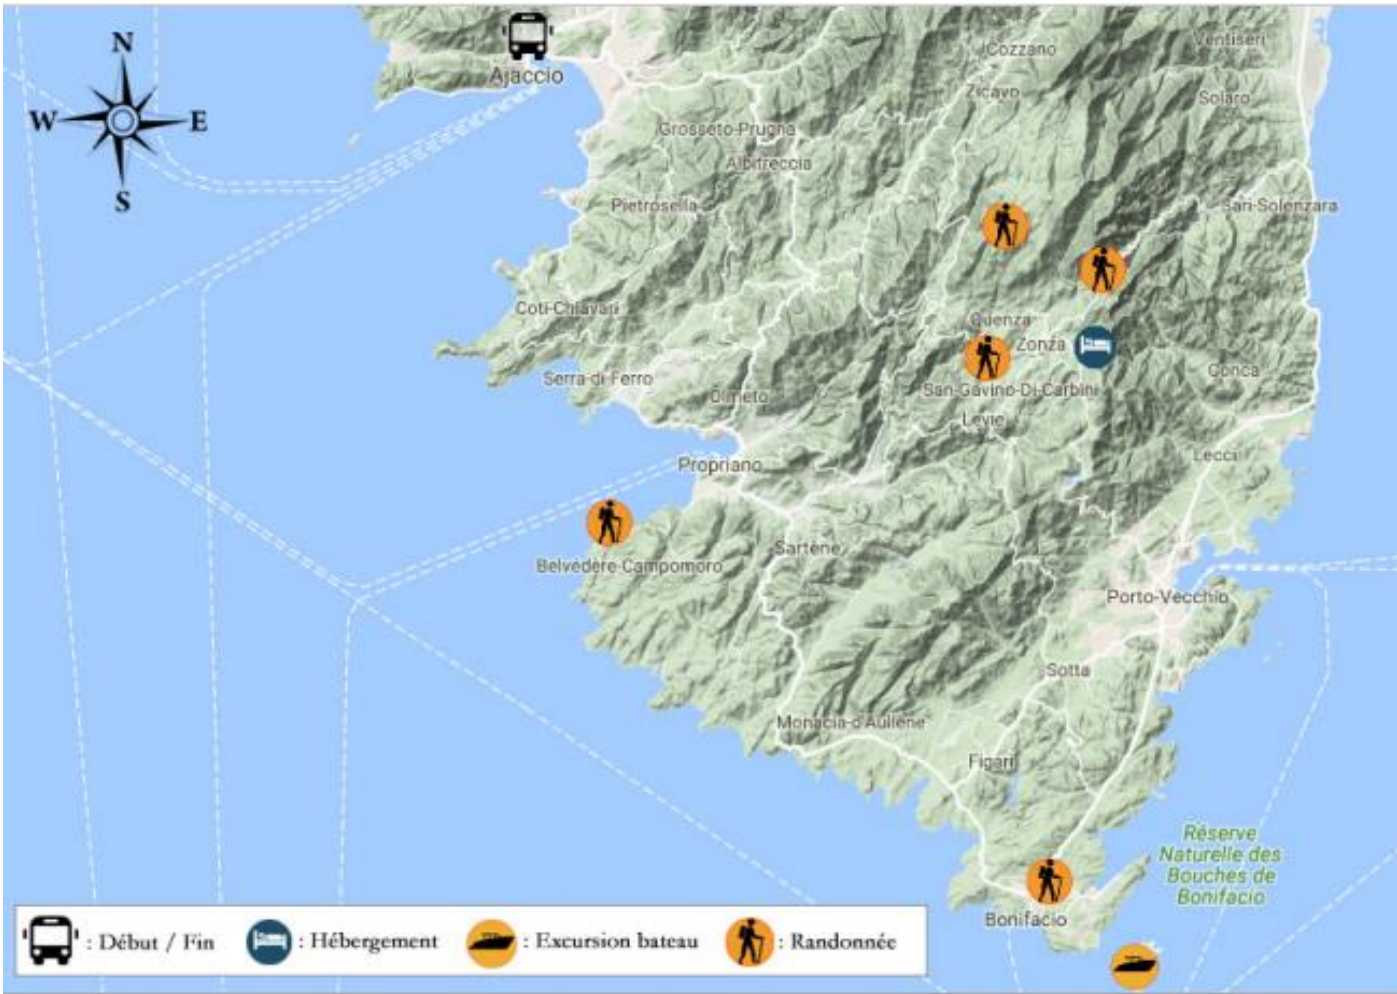 N
Ajaccio
Cozzano
Ventiseri
Zicavo
Solaro
W
E
Grosseto-Prugna
Albitreccia
S
Pietrosella
Sari-Solenzara
Coti-Chiavari
Quenza
Zonza
Serra-di-Ferro
Olmeto
San-Gavino-Di-Carbini
Conca
Levie
Propriano
Lecci
Sartène
Belvédère-Campomoro
Porto-Vecchio
Sotta
Monacia-d'Aullène
Figari
Réserve
Naturelle des
Bouches de
Bonifacio
Bonifacio
: Début / Fin
: Hébergement
: Excursion bateau
: Randonnée